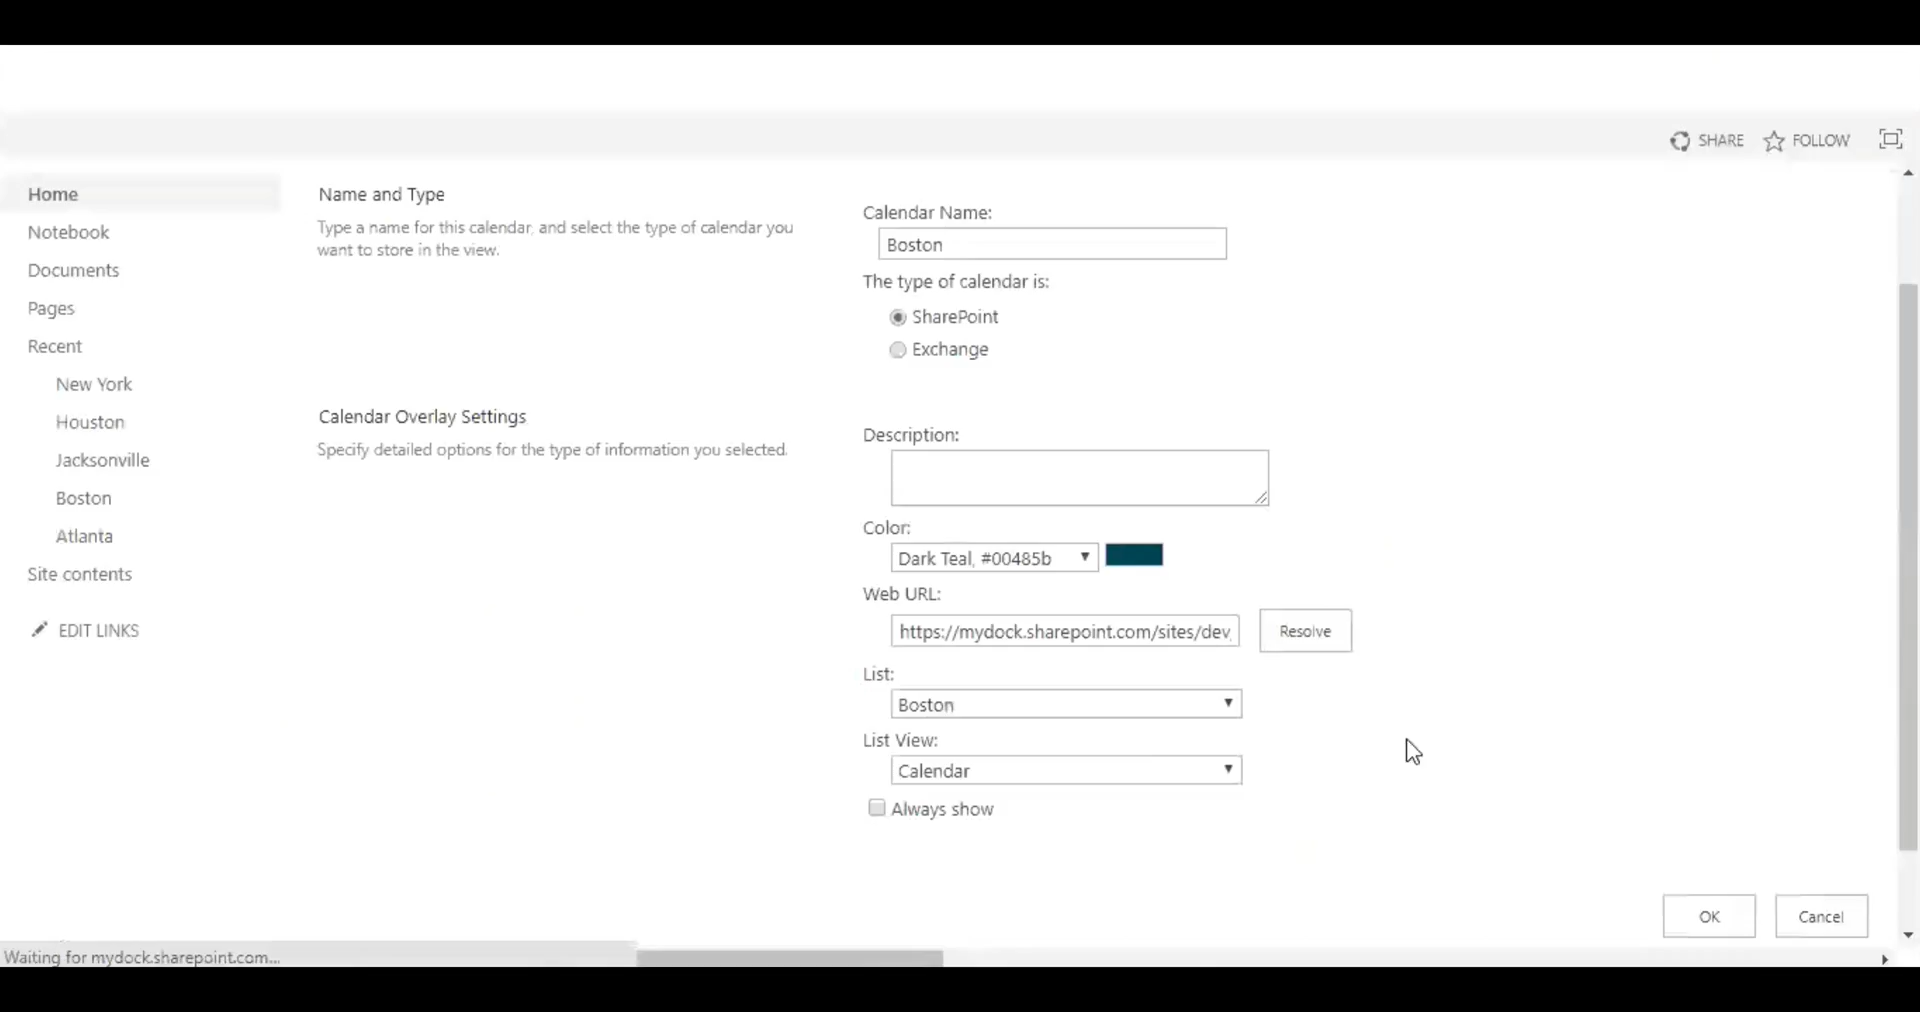 SHARE FOLLOW
Home
Notebook
Documents
Pages
Recent
New York
Houston
Jacksonville
Boston
Atlanta
Site contents
EDIT LINKS
Name and Type
Type a name for this calendar, and select the type of calendar you
want to store in the view.
Calendar Name:
Boston
The type of calendar is:
SharePoint
Exchange
Calendar Overlay Settings
Specify detailed options for the type of information you selected.
Description:
Color:
Dark Teal, #00485b
Web URL:
https://mydock.sharepoint.com/sites/dev_
Resolve
List:
Boston
List View:
Calendar
Always show
OK Cancel
Waiting for mydock.sharepoint.com...